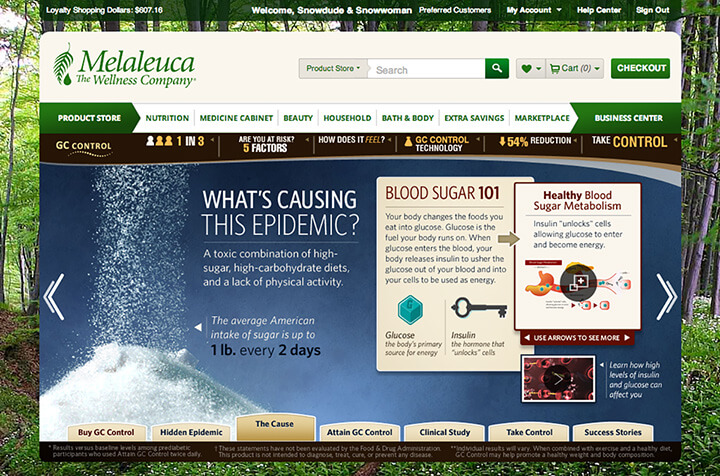 Loyalty Shopping Dollars: $607.16
Welcome, Snowdude & Snowwoman Preferred Customers My Account Help Center Sign Out
Melaleuca
The Wellness Company
Product Store Search Cart (0) CHECKOUT
PRODUCT STORE NUTRITION MEDICINE CABINET BEAUTY HOUSEHOLD BATH & BODY EXTRA SAVINGS MARKETPLACE BUSINESS CENTER
GC CONTROL
1 IN 3
ARE YOU AT RISK?
5 FACTORS
HOW DOES IT FEEL?
GC CONTROL
TECHNOLOGY
54% REDUCTION
TAKE CONTROL
WHAT'S CAUSING
THIS EPIDEMIC?
A toxic combination of high-
sugar, high-carbohydrate diets,
and a lack of physical activity.
The average American
intake of sugar is up to
1 lb. every 2 days
BLOOD SUGAR 101
Your body changes the foods you
eat into glucose. Glucose is the
fuel your body runs on. When
glucose enters the blood, your
body releases insulin to usher the
glucose out of your blood and into
your cells to be used as energy.
Glucose
the body's primary
source for energy
Insulin
the hormone that
"unlocks" cells
Healthy Blood
Sugar Metabolism
Insulin "unlocks" cells
allowing glucose to enter
and become energy.
USE ARROWS TO SEE MORE
Learn how high
levels of insulin
and glucose can
affect you
Buy GC Control Hidden Epidemic The Cause Attain GC Control Clinical Study Take Control Success Stories
* Results versus baseline levels among prediabetic
participants who used Attain GC Control twice daily.
† These statements have not been evaluated by the Food & Drug Administration.
This product is not intended to diagnose, treat, cure, or prevent any disease.
**Individual results will vary. When combined with exercise and a healthy diet,
GC Control may help promote a healthy weight and body composition.